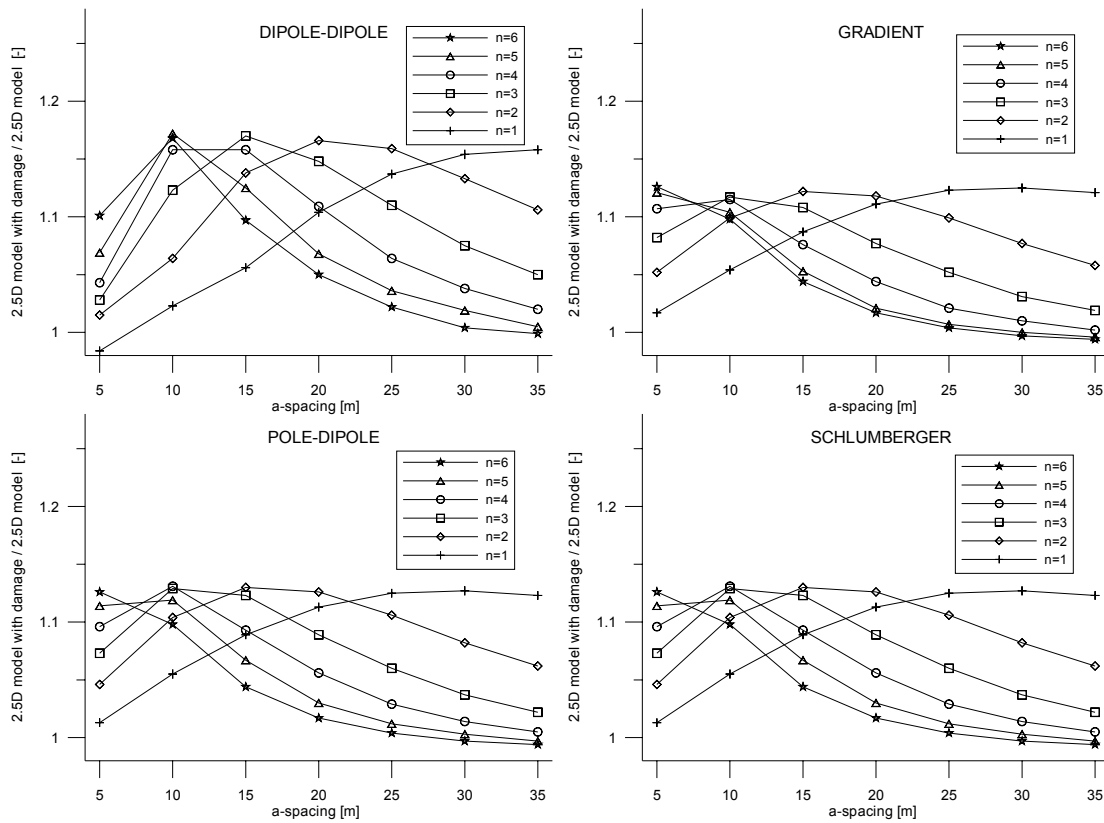 DIPOLE-DIPOLE
2.5D model with damage / 2.5D model [-]
1.2
1.1
1
n=6
n=5
n=4
n=3
n=2
n=1
5 10 15 20 25 30 35
a-spacing [m]
GRADIENT
2.5D model with damage / 2.5D model [-]
1.2
1.1
1
n=6
n=5
n=4
n=3
n=2
n=1
5 10 15 20 25 30 35
a-spacing [m]
POLE-DIPOLE
2.5D model with damage / 2.5D model [-]
1.2
1.1
1
n=6
n=5
n=4
n=3
n=2
n=1
5 10 15 20 25 30 35
a-spacing [m]
SCHLUMBERGER
2.5D model with damage / 2.5D model [-]
1.2
1.1
1
n=6
n=5
n=4
n=3
n=2
n=1
5 10 15 20 25 30 35
a-spacing [m]